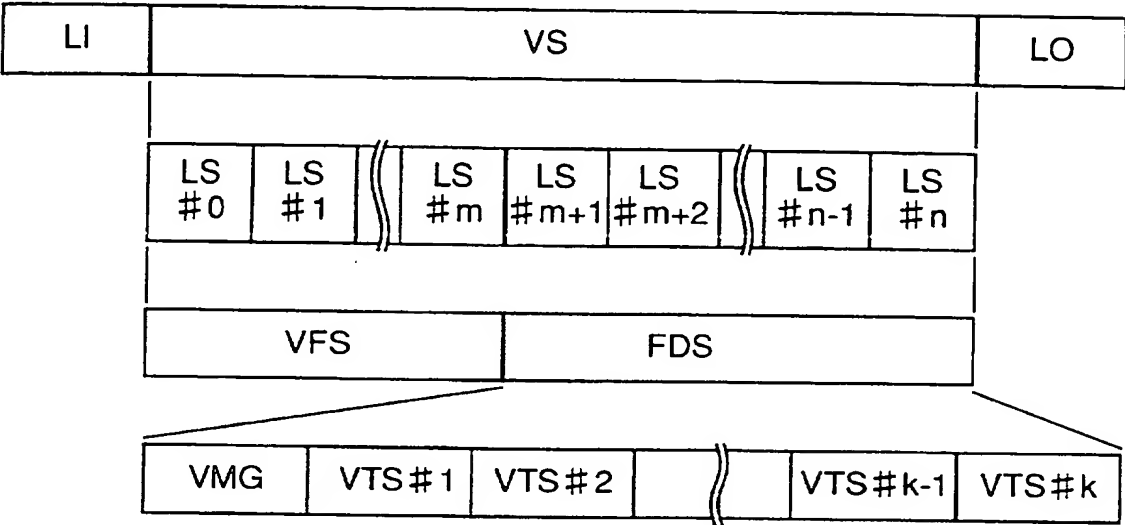 LI VS LO
LS #0 LS #1 LS #m LS #m+1 LS #m+2 LS #n-1 LS #n
VFS FDS
VMG VTS#1 VTS#2 VTS#k-1 VTS#k